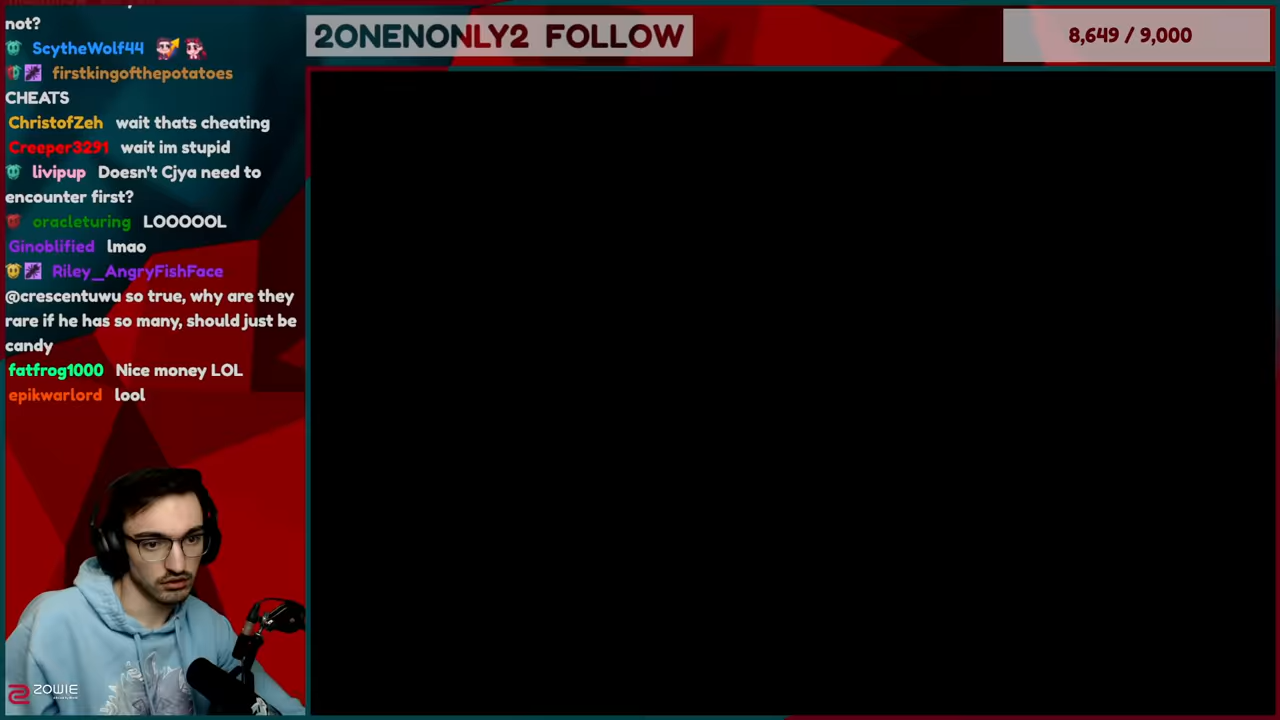 not?
2ONENONLY2 FOLLOW
8,649 / 9,000
ScytheWolf44
firstkingofthepotatoes
CHEATS
ChristofZeh wait thats cheating
Creeper3291 wait im stupid
livipup Doesn't Cjya need to
encounter first?
oracleturing LOOOOOL
Ginoblified lmao
Riley_AngryFishFace
@crescentuwu so true, why are they
rare if he has so many, should just be
candy
fatfrog1000 Nice money LOL
epikwarlord lool
ZOWIE